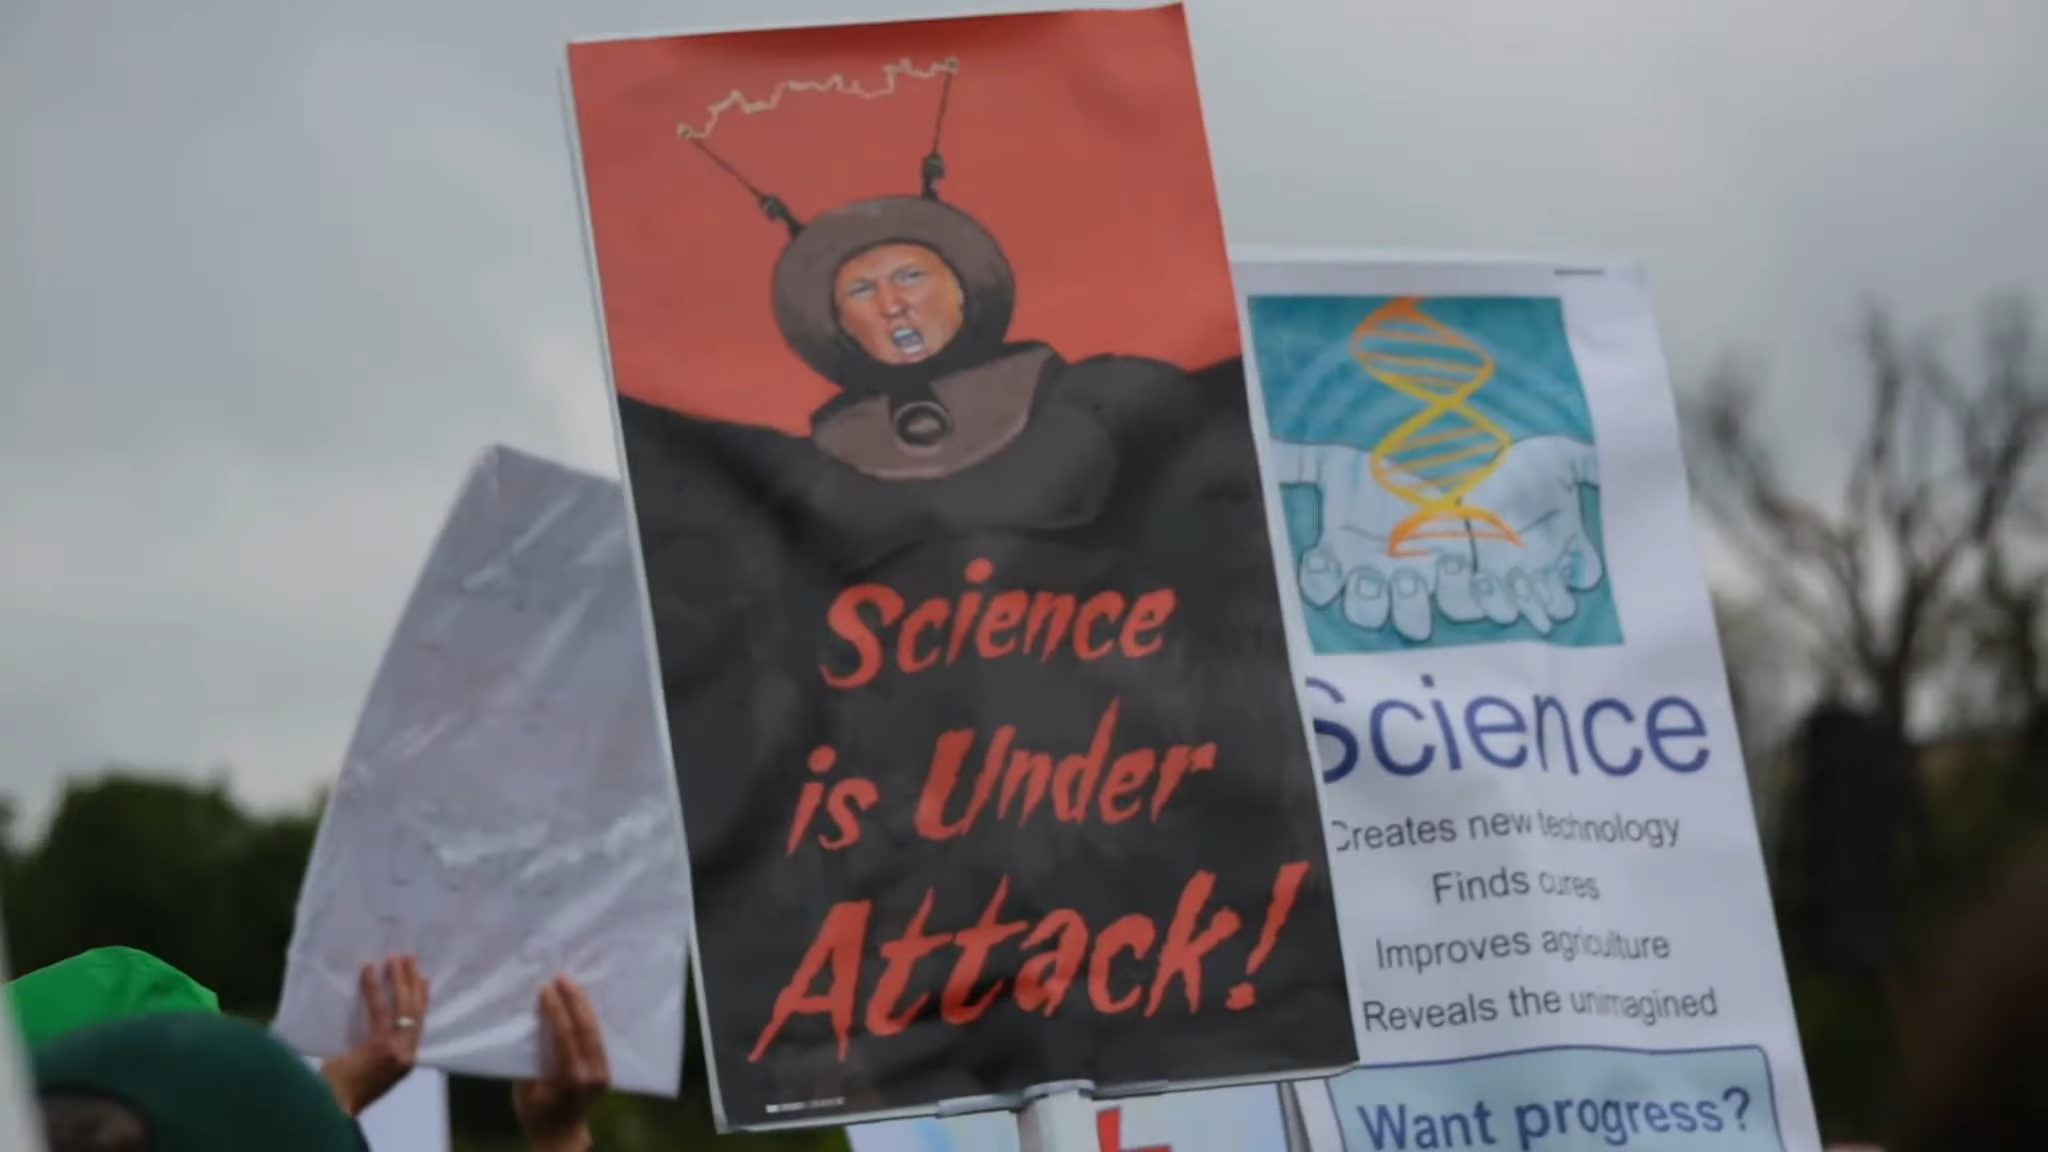 Science
is Under
Attack!
Science
Creates new technology
Finds cures
Improves agriculture
Reveals the unimagined
Want progress?